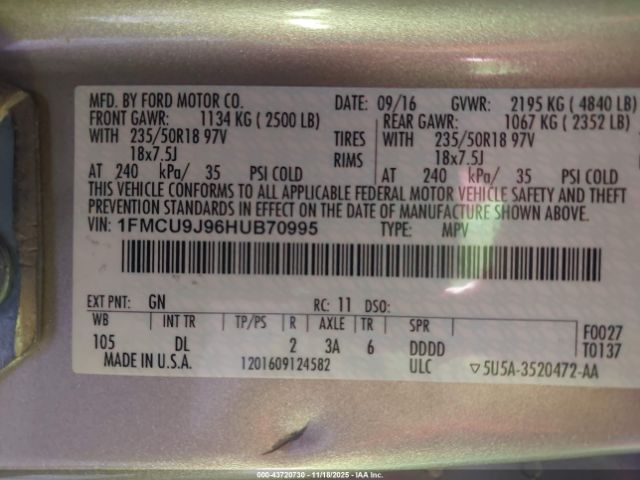 MFD. BY FORD MOTOR CO. DATE: 09/16 GVWR: 2195 KG ( 4840 LB)
FRONT GAWR: 1134 KG ( 2500 LB) REAR GAWR: 1067 KG ( 2352 LB)
WITH 235/50R18 97V TIRES WITH 235/50R18 97V
18x7.5J RIMS 18x7.5J
AT 240 kPa/ 35 PSI COLD AT 240 kPa/ 35 PSI COLD
THIS VEHICLE CONFORMS TO ALL APPLICABLE FEDERAL MOTOR VEHICLE SAFETY AND THEFT
PREVENTION STANDARDS IN EFFECT ON THE DATE OF MANUFACTURE SHOWN ABOVE.
VIN: 1FMCU9J96HUB70995 TYPE: MPV
EXT PNT: GN RC: 11 DSO:
WB INT TR TP/PS R AXLE TR SPR F0027
105 DL 2 3A 6 DDDD T0137
MADE IN U.S.A. 1201609124582 ULC ▽5U5A-3520472-AA
000-43720730 - 11/18/2025 - IAA Inc.